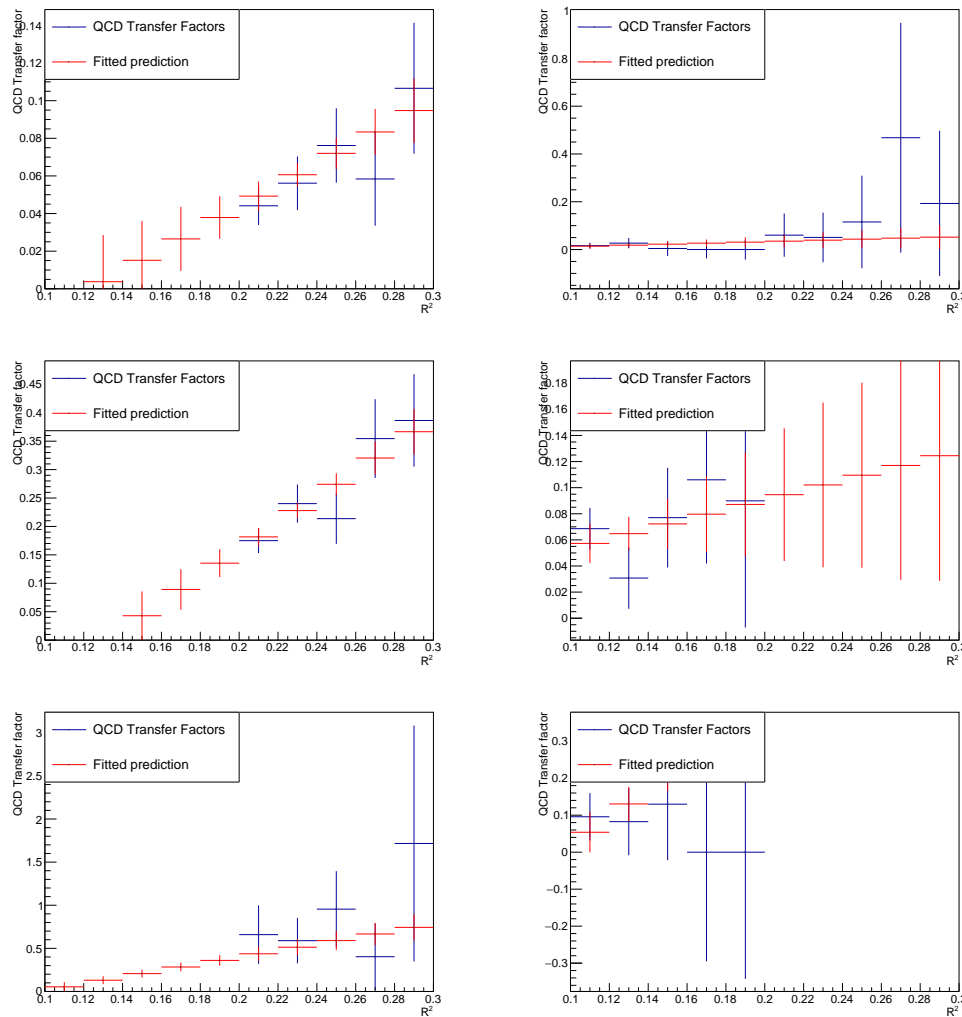 QCD Transfer factor
0.14
0.12
0.1
0.08
0.06
0.04
0.02
0
QCD Transfer Factors
Fitted prediction
0.1 0.12 0.14 0.16 0.18 0.2 0.22 0.24 0.26 0.28 0.3
R²
QCD Transfer factor
1
0.8
0.6
0.4
0.2
0
QCD Transfer Factors
Fitted prediction
0.1 0.12 0.14 0.16 0.18 0.2 0.22 0.24 0.26 0.28 0.3
R²
QCD Transfer factor
0.45
0.4
0.35
0.3
0.25
0.2
0.15
0.1
0.05
0
QCD Transfer Factors
Fitted prediction
0.1 0.12 0.14 0.16 0.18 0.2 0.22 0.24 0.26 0.28 0.3
R²
QCD Transfer factor
0.18
0.16
0.14
0.12
0.1
0.08
0.06
0.04
0.02
0
QCD Transfer Factors
Fitted prediction
0.1 0.12 0.14 0.16 0.18 0.2 0.22 0.24 0.26 0.28 0.3
R²
QCD Transfer factor
3
2.5
2
1.5
1
0.5
0
QCD Transfer Factors
Fitted prediction
0.1 0.12 0.14 0.16 0.18 0.2 0.22 0.24 0.26 0.28 0.3
R²
QCD Transfer factor
0.3
0.2
0.1
0
−0.1
−0.2
−0.3
QCD Transfer Factors
Fitted prediction
0.1 0.12 0.14 0.16 0.18 0.2 0.22 0.24 0.26 0.28 0.3
R²